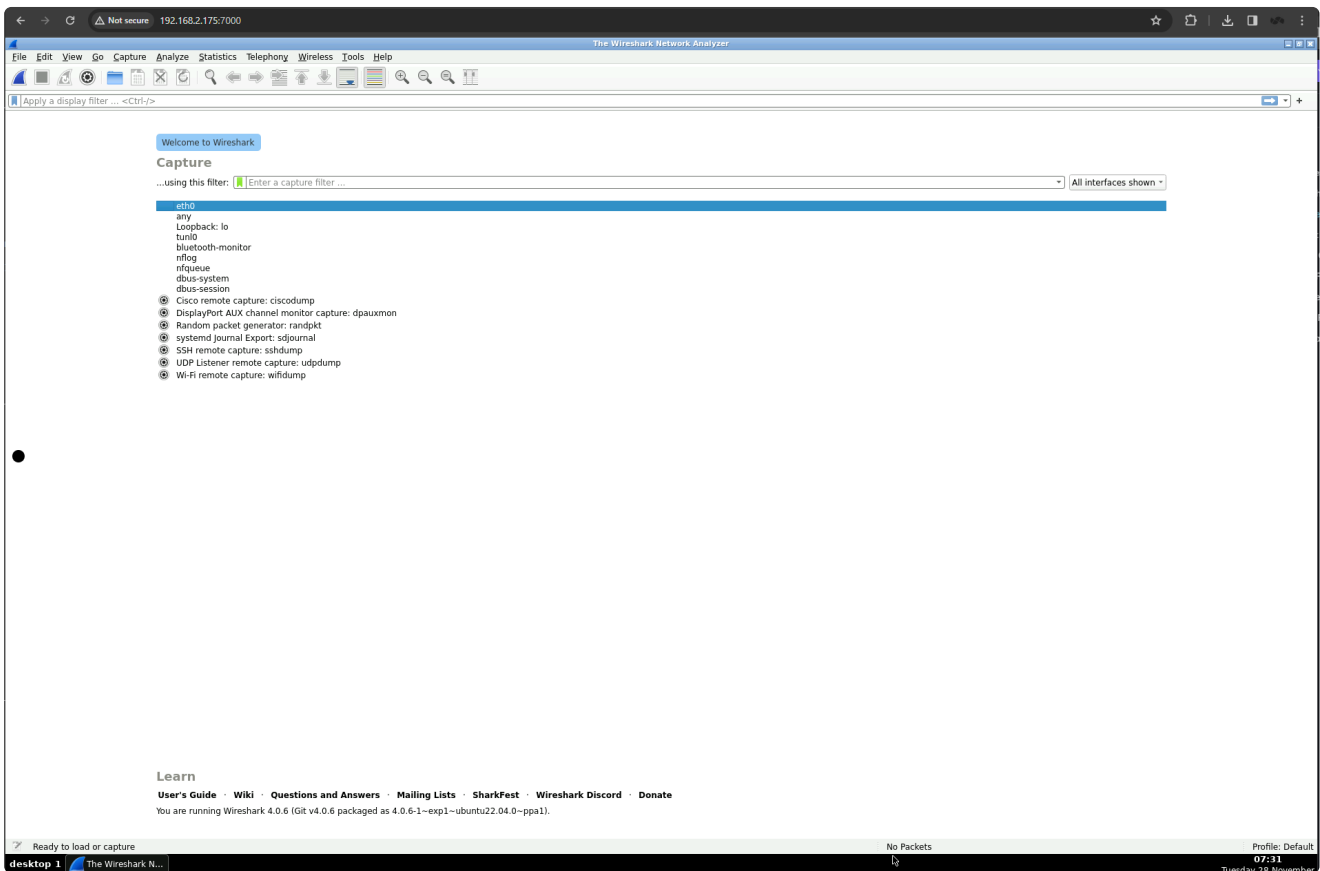 Not secure 192.168.2.175:7000
The Wireshark Network Analyzer
File Edit View Go Capture Analyze Statistics Telephony Wireless Tools Help
Apply a display filter ... <Ctrl-/> +
Welcome to Wireshark
Capture
...using this filter: Enter a capture filter ... All interfaces shown
eth0
any
Loopback: lo
tunl0
bluetooth-monitor
nflog
nfqueue
dbus-system
dbus-session
Cisco remote capture: ciscodump
DisplayPort AUX channel monitor capture: dpauxmon
Random packet generator: randpkt
systemd Journal Export: sdjournal
SSH remote capture: sshdump
UDP Listener remote capture: udpdump
Wi-Fi remote capture: wifidump
Learn
User's Guide · Wiki · Questions and Answers · Mailing Lists · SharkFest · Wireshark Discord · Donate
You are running Wireshark 4.0.6 (Git v4.0.6 packaged as 4.0.6-1~exp1~ubuntu22.04.0~ppa1).
Ready to load or capture No Packets Profile: Default
desktop 1 The Wireshark N... 07:31
Tuesday 28 November